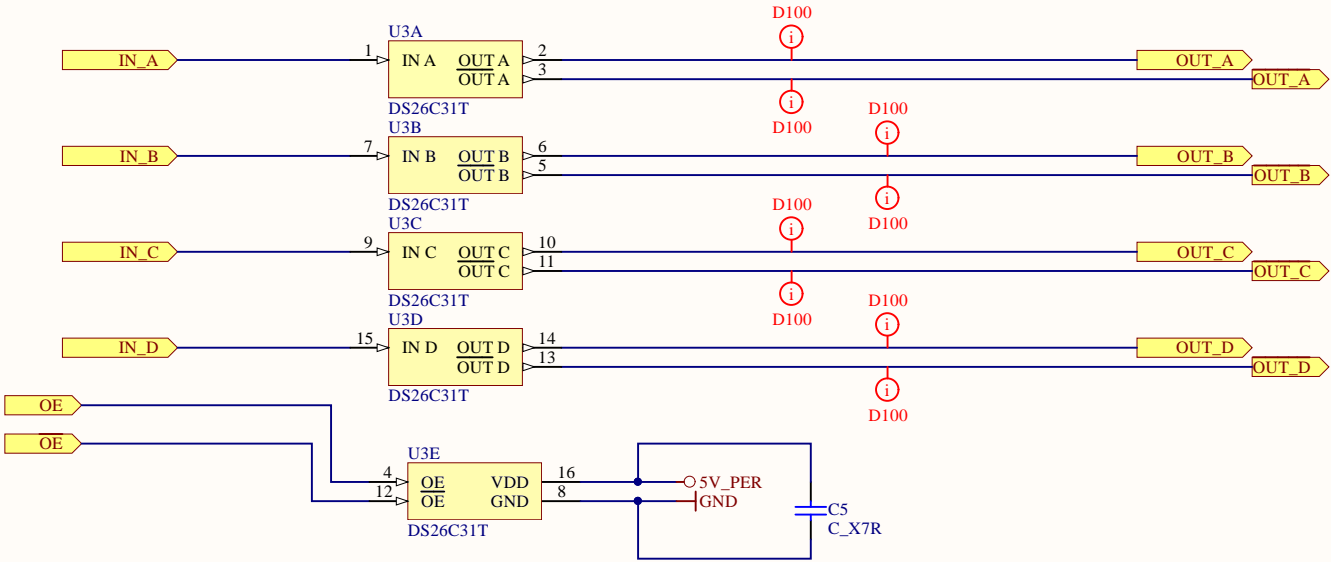 D100
U3A
IN_A
1
IN A
OUT A
2
OUT_A
OUT A
3
OUT_A
DS26C31T
D100
D100
U3B
IN_B
7
IN B
OUT B
6
OUT_B
OUT B
5
OUT_B
DS26C31T
D100
D100
U3C
IN_C
9
IN C
OUT C
10
OUT_C
OUT C
11
OUT_C
DS26C31T
D100
D100
U3D
IN_D
15
IN D
OUT D
14
OUT_D
OUT D
13
OUT_D
DS26C31T
D100
OE
OE
U3E
4
OE
VDD
16
5V_PER
12
OE
GND
8
GND
DS26C31T
C5
C_X7R